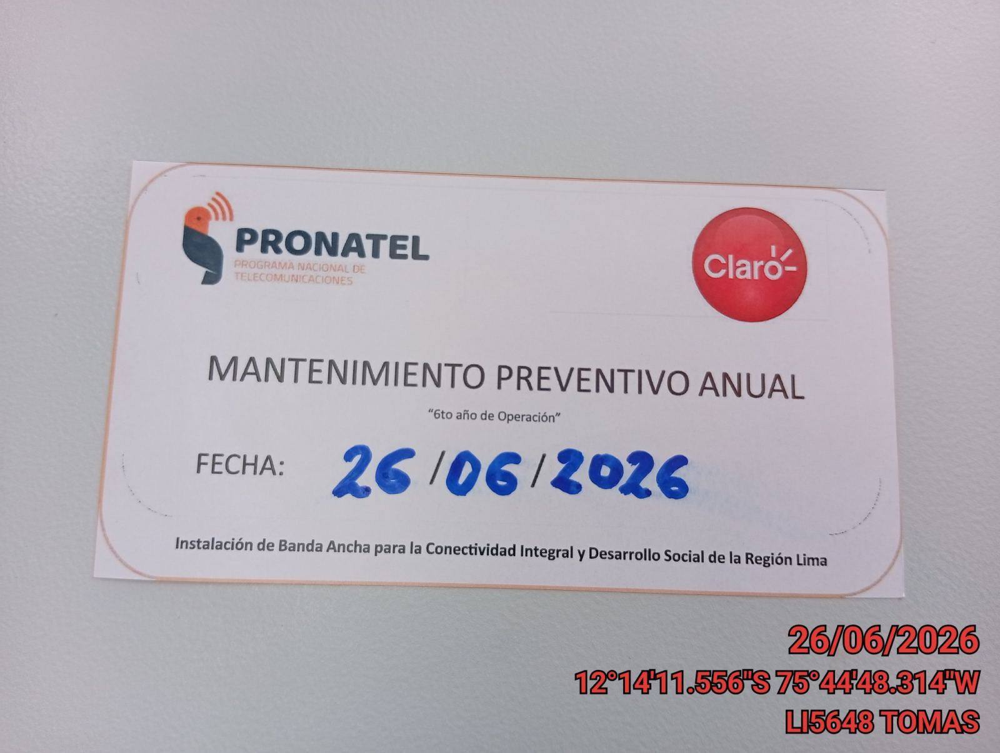 PRONATEL
PROGRAMA NACIONAL DE
TELECOMUNICACIONES
Claro
MANTENIMIENTO PREVENTIVO ANUAL
“6to año de Operación”
FECHA: 26/06/2026
Instalación de Banda Ancha para la Conectividad Integral y Desarrollo Social de la Región Lima
26/06/2026
12°14'11.556"S 75°44'48.314"W
LI5648 TOMAS